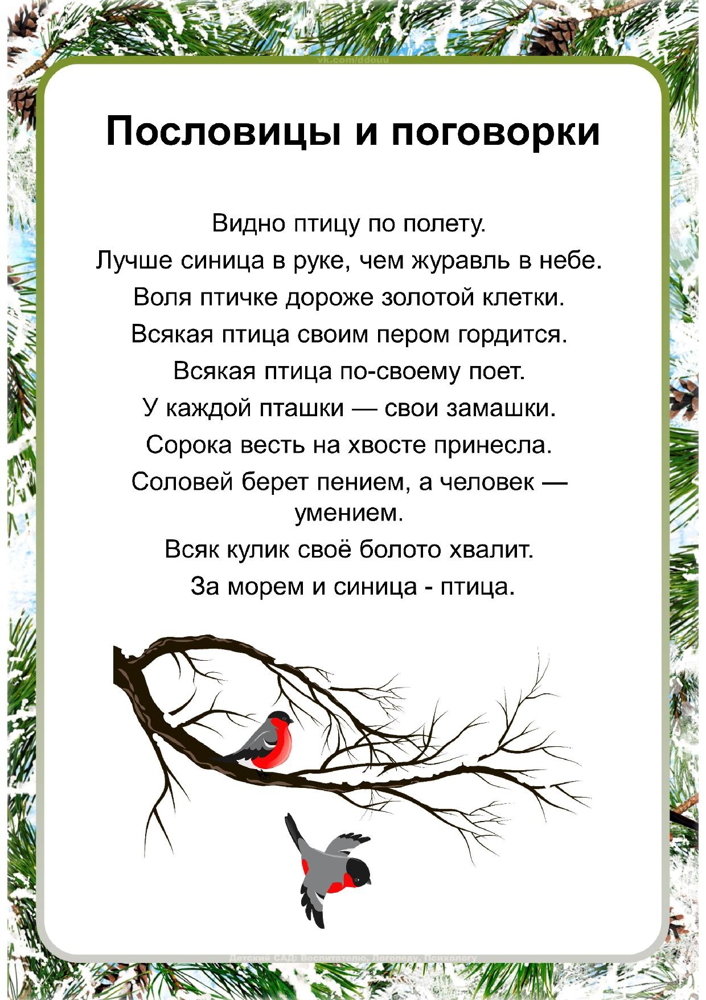 vk.com/ddouu
Пословицы и поговорки
Видно птицу по полету.
Лучше синица в руке, чем журавль в небе.
Воля птичке дороже золотой клетки.
Всякая птица своим пером гордится.
Всякая птица по-своему поет.
У каждой пташки — свои замашки.
Сорока весть на хвосте принесла.
Соловей берет пением, а человек —
умением.
Всяк кулик своё болото хвалит.
За морем и синица - птица.
Детский САД: Воспитателю, Логопеду, Психологу